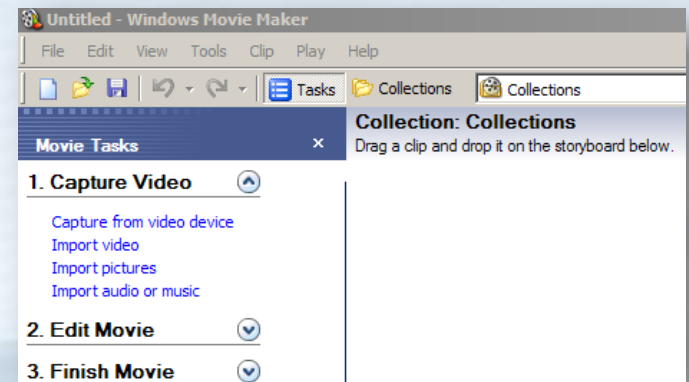 Untitled - Windows Movie Maker
File Edit View Tools Clip Play Help
Tasks Collections Collections
Movie Tasks
Collection: Collections
Drag a clip and drop it on the storyboard below.
1. Capture Video
Capture from video device
Import video
Import pictures
Import audio or music
2. Edit Movie
3. Finish Movie